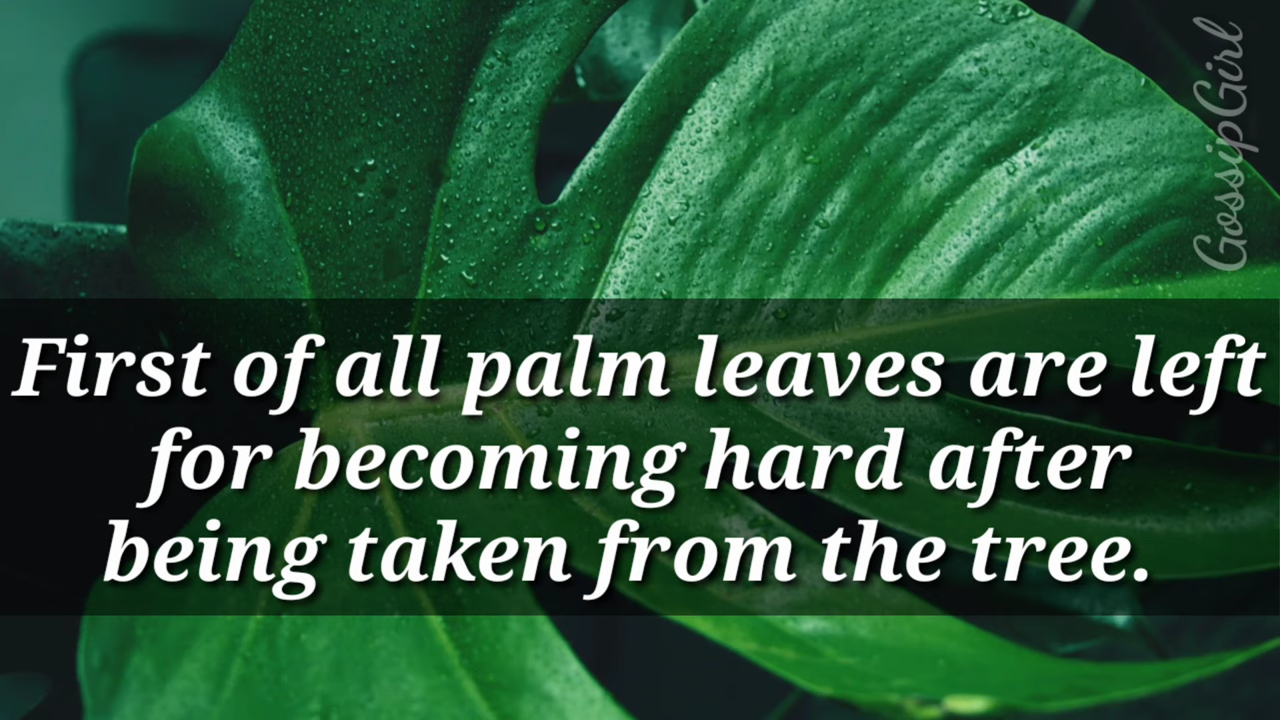 GossipGirl
First of all palm leaves are left
for becoming hard after
being taken from the tree.